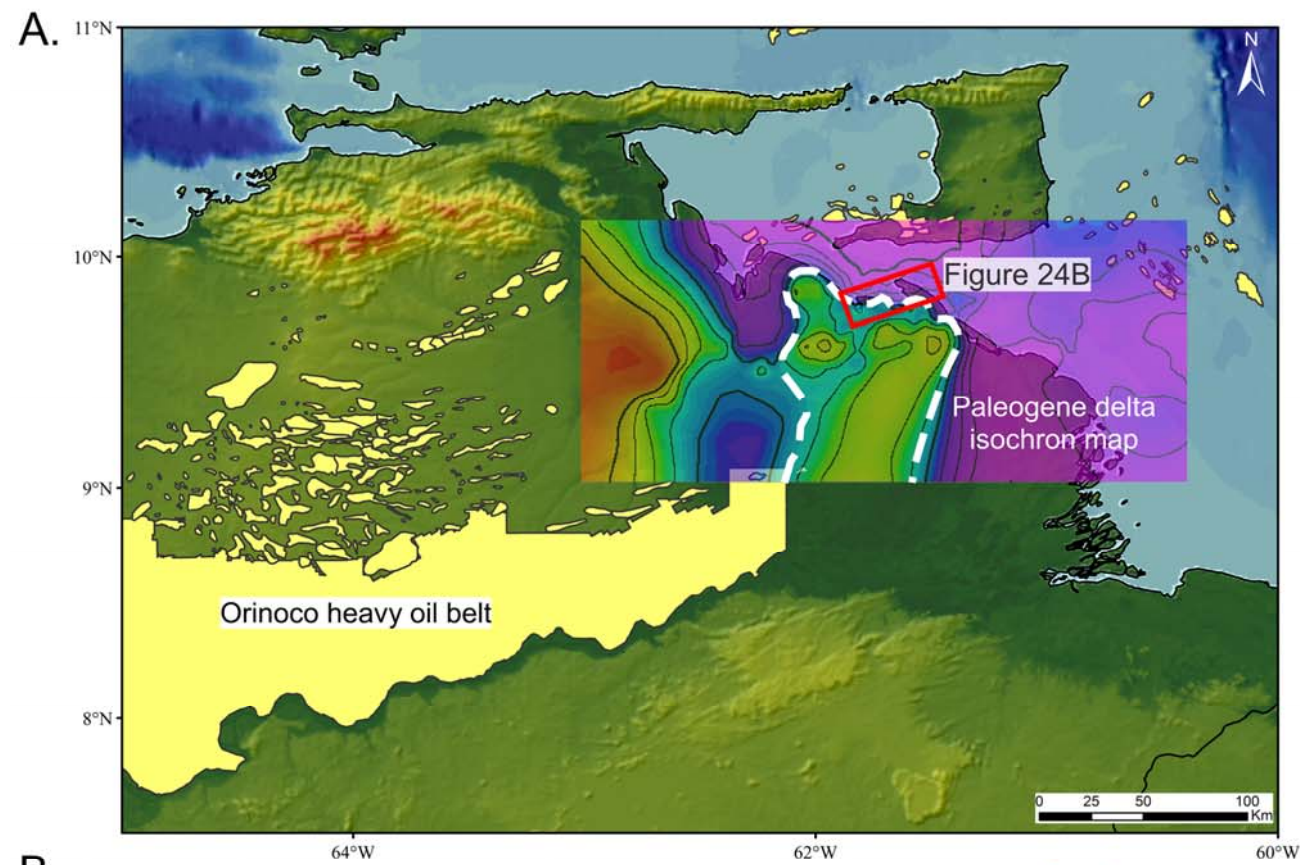 A.
11°N
N
10°N
Figure 24B
Paleogene delta
isochron map
9°N
Orinoco heavy oil belt
8°N
0 25 50 100
Km
64°W 62°W 60°W